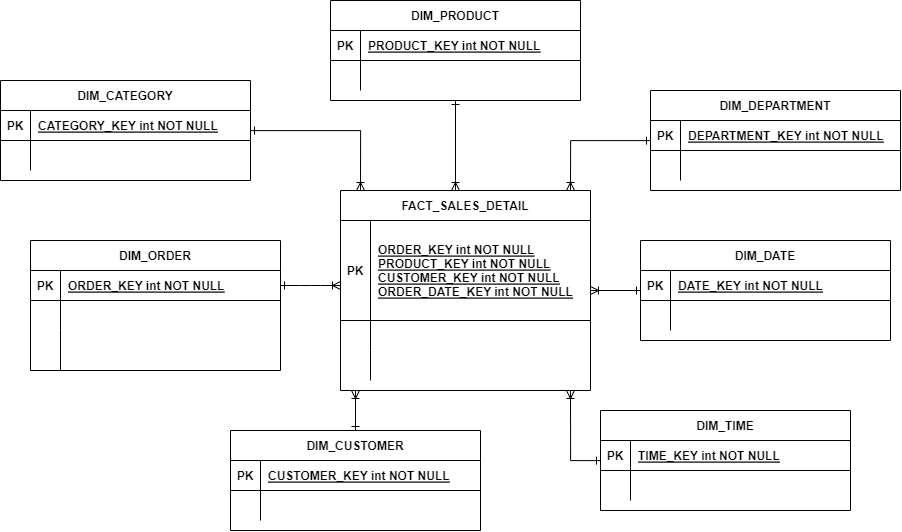 DIM_PRODUCT
PK PRODUCT_KEY int NOT NULL
DIM_CATEGORY
PK CATEGORY_KEY int NOT NULL
DIM_DEPARTMENT
PK DEPARTMENT_KEY int NOT NULL
FACT_SALES_DETAIL
PK
ORDER_KEY int NOT NULL
PRODUCT_KEY int NOT NULL
CUSTOMER_KEY int NOT NULL
ORDER_DATE_KEY int NOT NULL
DIM_ORDER
PK ORDER_KEY int NOT NULL
DIM_DATE
PK DATE_KEY int NOT NULL
DIM_CUSTOMER
PK CUSTOMER_KEY int NOT NULL
DIM_TIME
PK TIME_KEY int NOT NULL